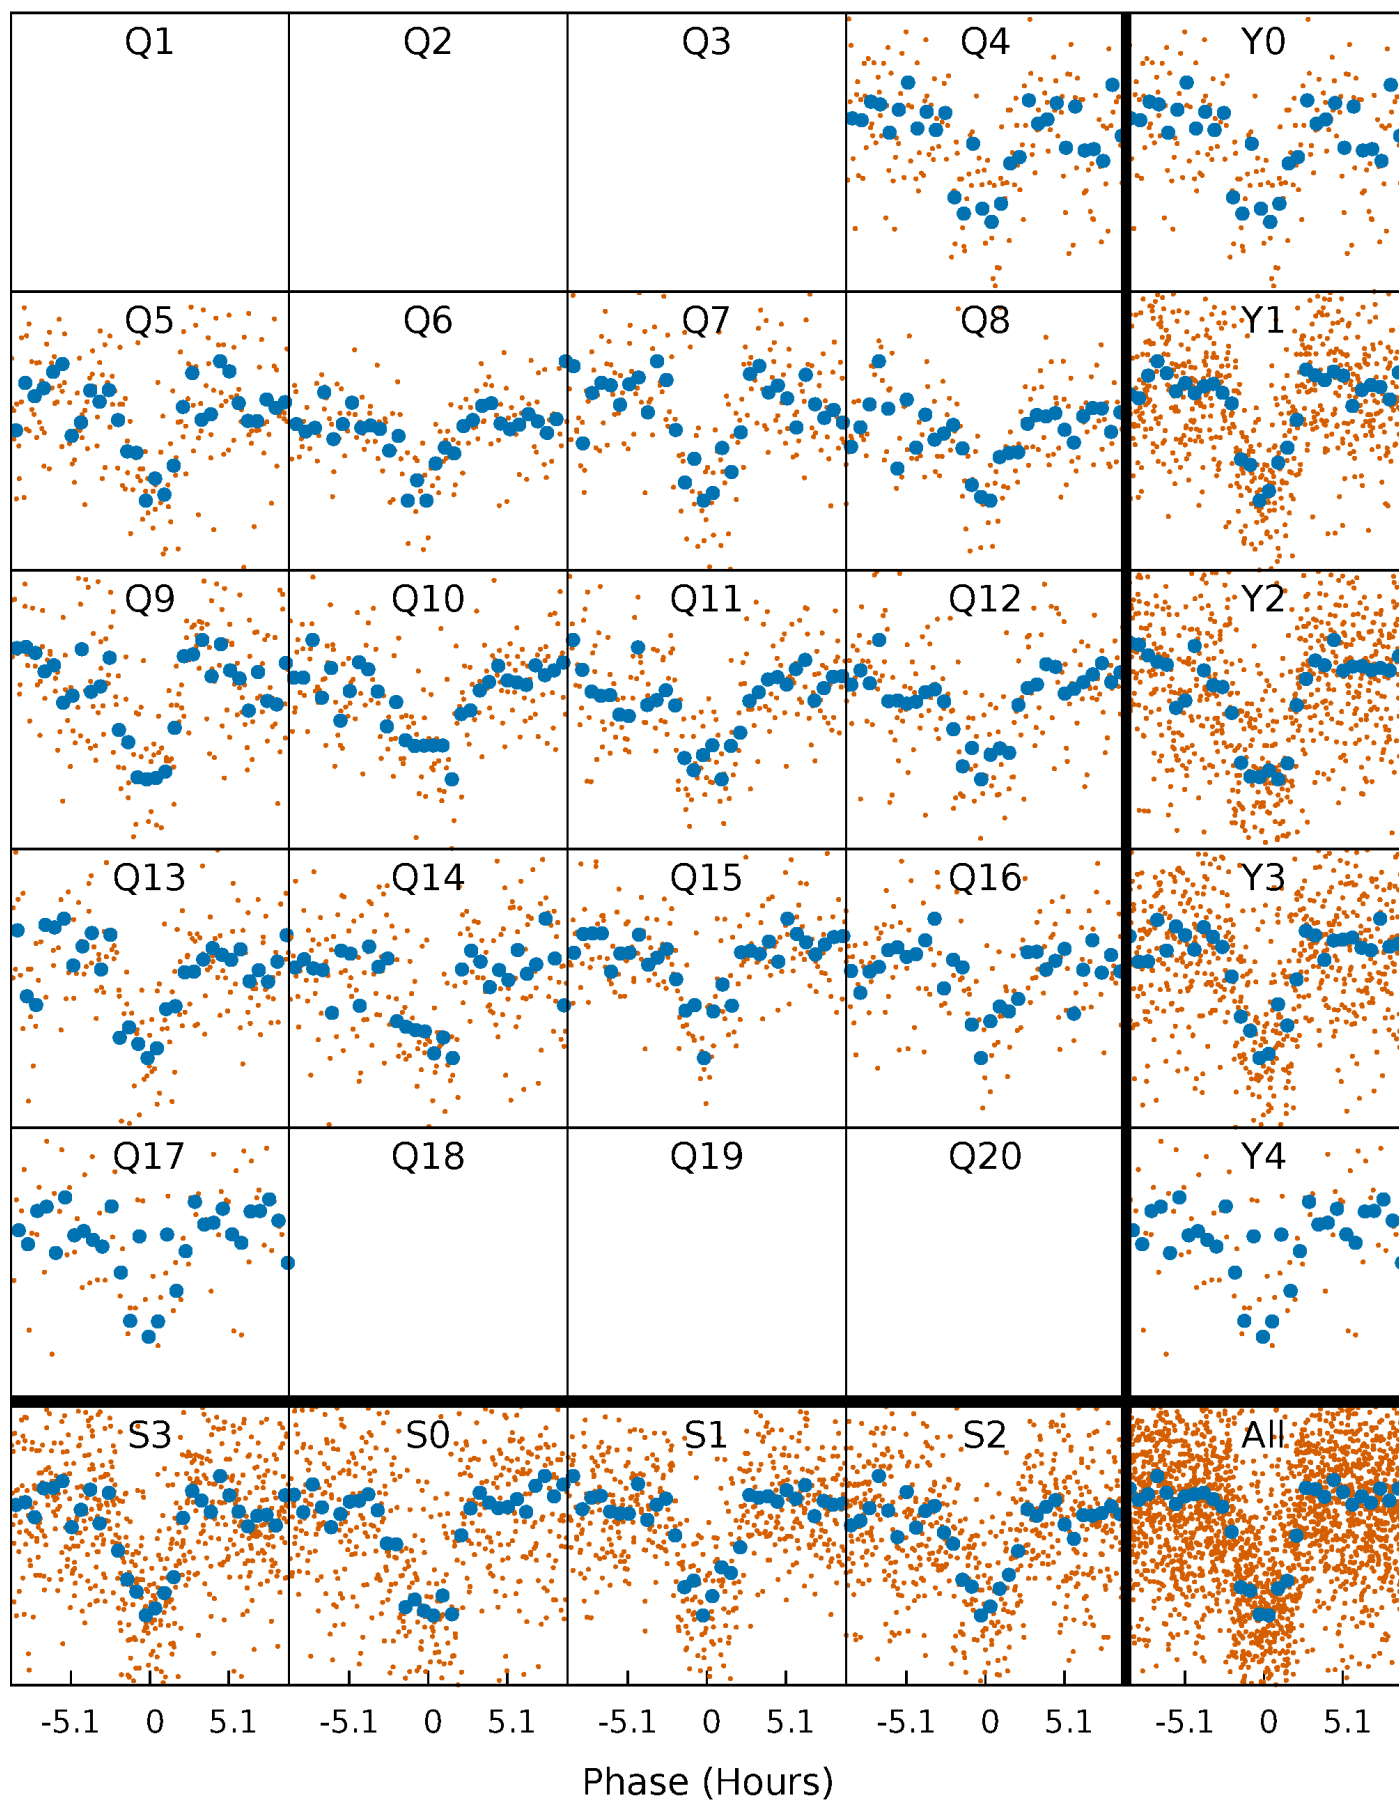 Q1 Q2 Q3 Q4 Y0
Q5 Q6 Q7 Q8 Y1
Q9 Q10 Q11 Q12 Y2
Q13 Q14 Q15 Q16 Y3
Q17 Q18 Q19 Q20 Y4
S3 S0 S1 S2 All
-5.1 0 5.1 -5.1 0 5.1 -5.1 0 5.1 -5.1 0 5.1 -5.1 0 5.1
Phase (Hours)